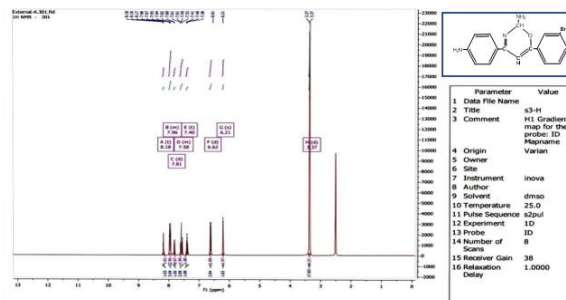 External-A.301.fid
1H NMR - 301
23000
22000
21000
20000
19000
18000
17000
16000
15000
14000
13000
12000
11000
10000
9000
8000
7000
6000
5000
4000
3000
2000
1000
0
B (m)
7.96
E (t)
7.40
G (s)
6.21
A (t)
8.18
D (m)
7.58
F (d)
6.62
H (d)
3.37
C (d)
7.81
13 12 11 10 9 8 7 6 5 4 3 2 1 0
f1 (ppm)
NH₂
CH
N
O
Br
H₂N
C
C
H
Parameter Value
1 Data File Name
2 Title s3-H
3 Comment H1 Gradien
map for the
probe: ID
Mapname
4 Origin Varian
5 Owner
6 Site
7 Instrument inova
8 Author
9 Solvent dmso
10 Temperature 25.0
11 Pulse Sequence s2pul
12 Experiment 1D
13 Probe ID
14 Number of 8
Scans
15 Receiver Gain 38
16 Relaxation 1.0000
Delay